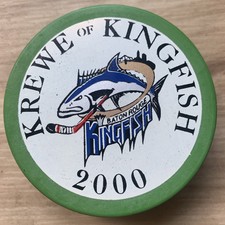 KREWE OF KINGFISH
BATON ROUGE
KINGFISH
2000